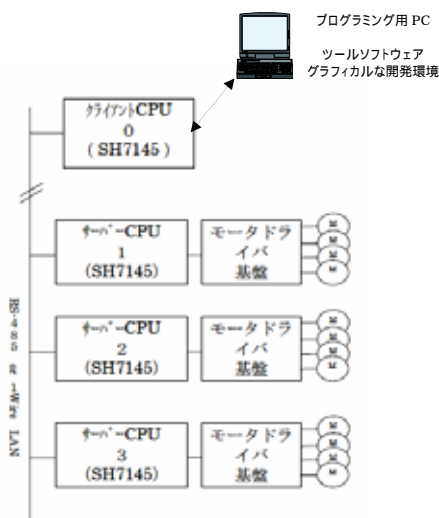 プログラミング用 PC
ツールソフトウェア
グラフィカルな開発環境
クライアントCPU
0
( SH7145 )
サーバーCPU
1
(SH7145)
モータドラ
イバ
基盤
M
M
M
M
サーバーCPU
2
(SH7145)
モータドラ
イバ
基盤
M
M
M
M
サーバーCPU
3
(SH7145)
モータドラ
イバ
基盤
M
M
M
M
RS-485 or 1-Wire LAN